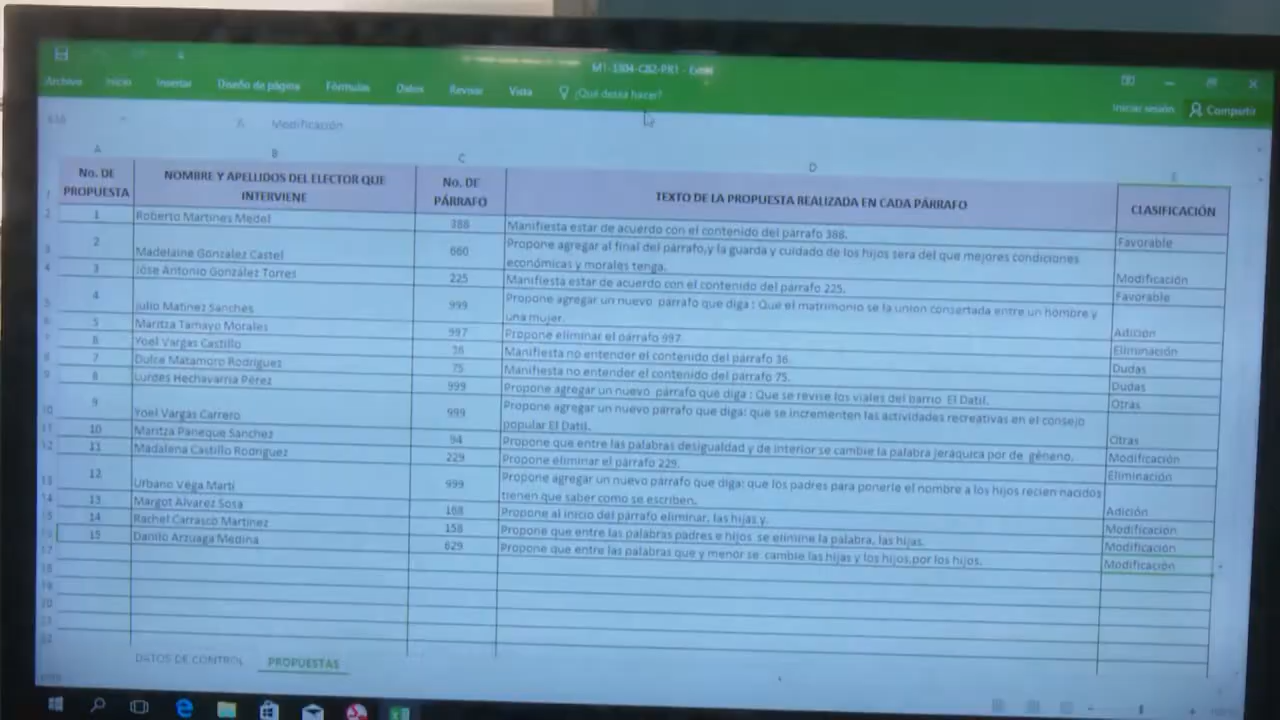 M1-1304-CB2-PR1 - Excel
Archivo Inicio Insertar Diseño de página Fórmulas Datos Revisar Vista ¿Qué desea hacer? Iniciar sesión Compartir
Modificación
A B C D E
No. DE PROPUESTA NOMBRE Y APELLIDOS DEL ELECTOR QUE INTERVIENE No. DE PÁRRAFO TEXTO DE LA PROPUESTA REALIZADA EN CADA PÁRRAFO CLASIFICACIÓN
1 Roberto Martines Medel 388 Manifiesta estar de acuerdo con el contenido del párrafo 388. Favorable
2 Madelaine Gonzalez Castel 660 Propone agregar al final del párrafo,y la guarda y cuidado de los hijos sera del que mejores condiciones
económicas y morales tenga. Modificación
3 Jóse Antonio González Torres 225 Manifiesta estar de acuerdo con el contenido del párrafo 225. Favorable
4 Julio Matinez Sanches 999 Propone agregar un nuevo párrafo que diga : Que el matrimonio se la union consertada entre un hombre y
una mujer. Adición
5 Maritza Tamayo Morales 997 Propone eliminar el párrafo 997 Eliminación
6 Yoel Vargas Castillo 36 Manifiesta no entender el contenido del párrafo 36. Dudas
7 Dulce Matamoro Rodriguez 75 Manifiesta no entender el contenido del párrafo 75. Dudas
8 Lurdes Hechavarria Pérez 999 Propone agregar un nuevo párrafo que diga : Que se revise los viales del barrio El Datil. Otras
9 Yoel Vargas Carrero 999 Propone agregar un nuevo párrafo que diga: que se incrementen las actividades recreativas en el consejo
popular El Datil. Otras
10 Maritza Paneque Sanchez 94 Propone que entre las palabras desigualdad y de interior se cambie la palabra jeraquica por de género. Modificación
11 Madalena Castillo Rodriguez 229 Propone eliminar el párrafo 229. Eliminación
12 Urbano Vega Martí 999 Propone agregar un nuevo párrafo que diga: que los padres para ponerle el nombre a los hijos recien nacidos
tienen que saber como se escriben. Adición
13 Margot Alvarez Sosa 168 Propone al inicio del párrafo eliminar, las hijas y. Modificación
14 Rachel Carrasco Martinez 158 Propone que entre las palabras padres e hijos se elimine la palabra, las hijas. Modificación
15 Danilo Arzuaga Medina 629 Propone que entre las palabras que y menor se cambie las hijas y los hijos,por los hijos. Modificación
DATOS DE CONTROL PROPUESTAS